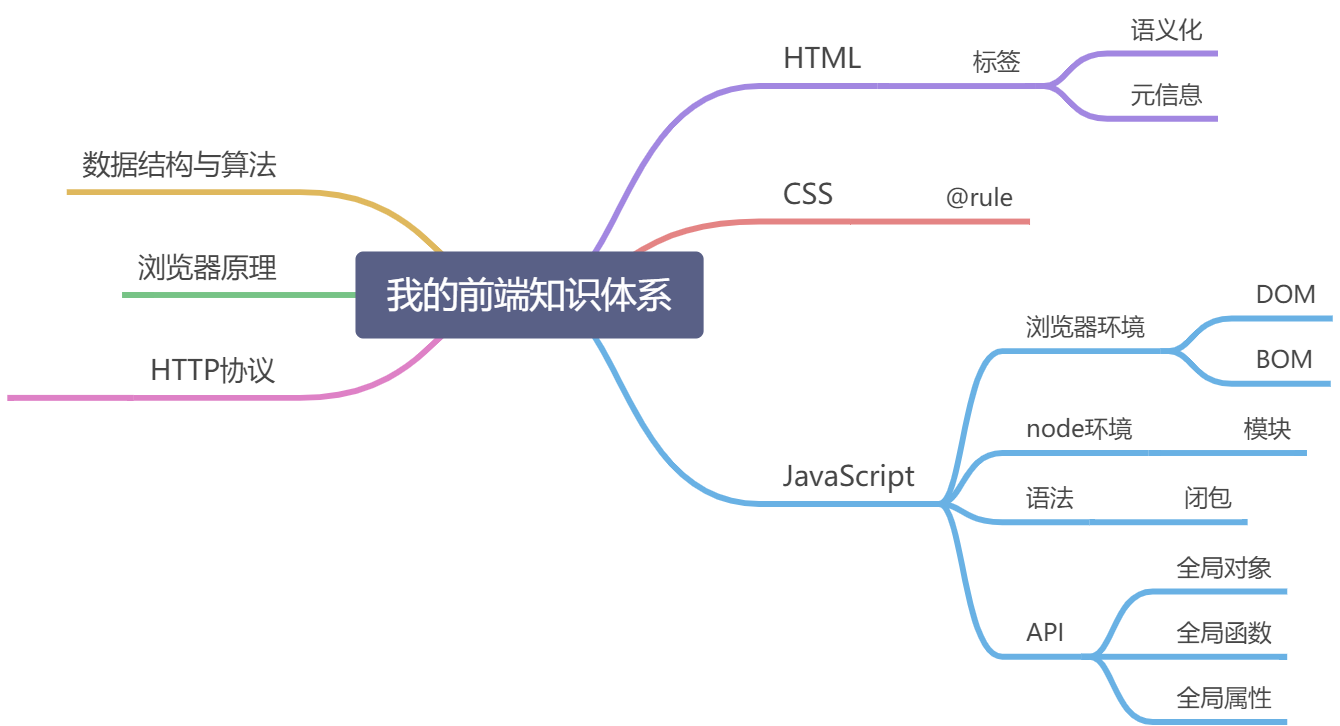 我的前端知识体系
HTML
标签
语义化
元信息
CSS
@rule
JavaScript
浏览器环境
DOM
BOM
node环境
模块
语法
闭包
API
全局对象
全局函数
全局属性
数据结构与算法
浏览器原理
HTTP协议